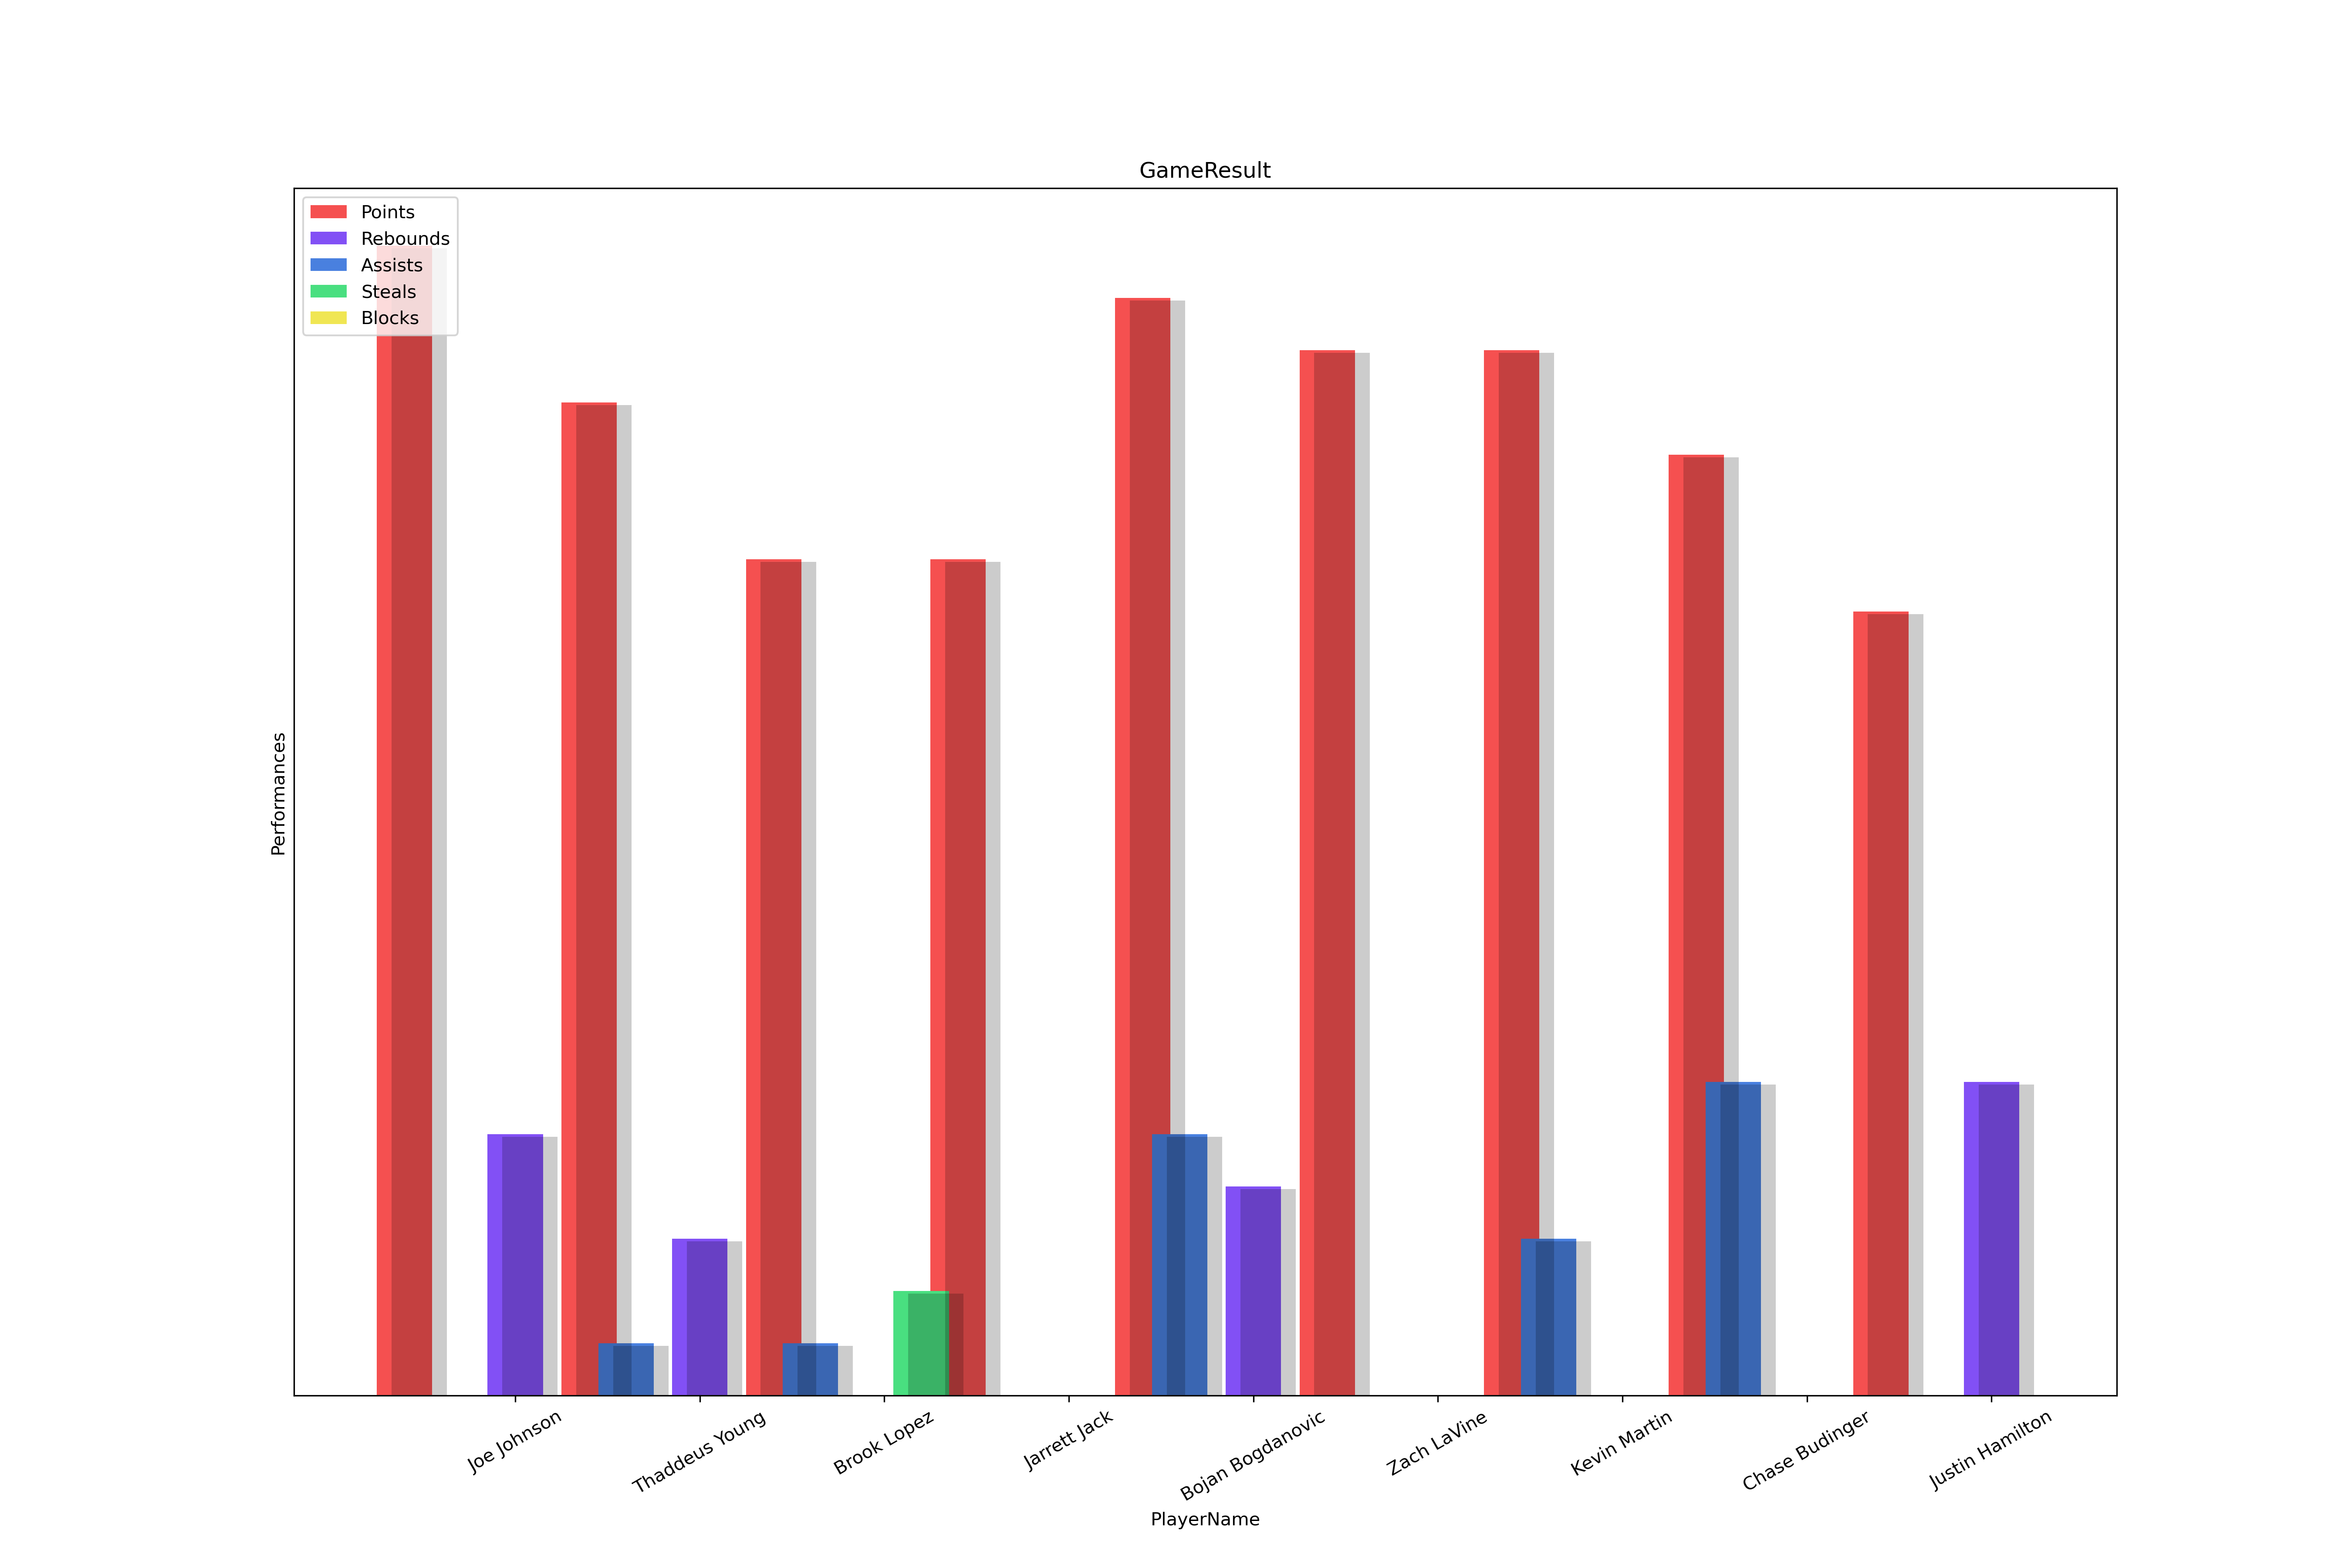 GameResult
Points
Rebounds
Assists
Steals
Blocks
Performances
Joe Johnson
Thaddeus Young
Brook Lopez
Jarrett Jack
Bojan Bogdanovic
Zach LaVine
Kevin Martin
Chase Budinger
Justin Hamilton
PlayerName